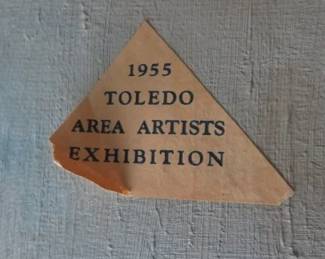 1955
TOLEDO
AREA ARTISTS
EXHIBITION